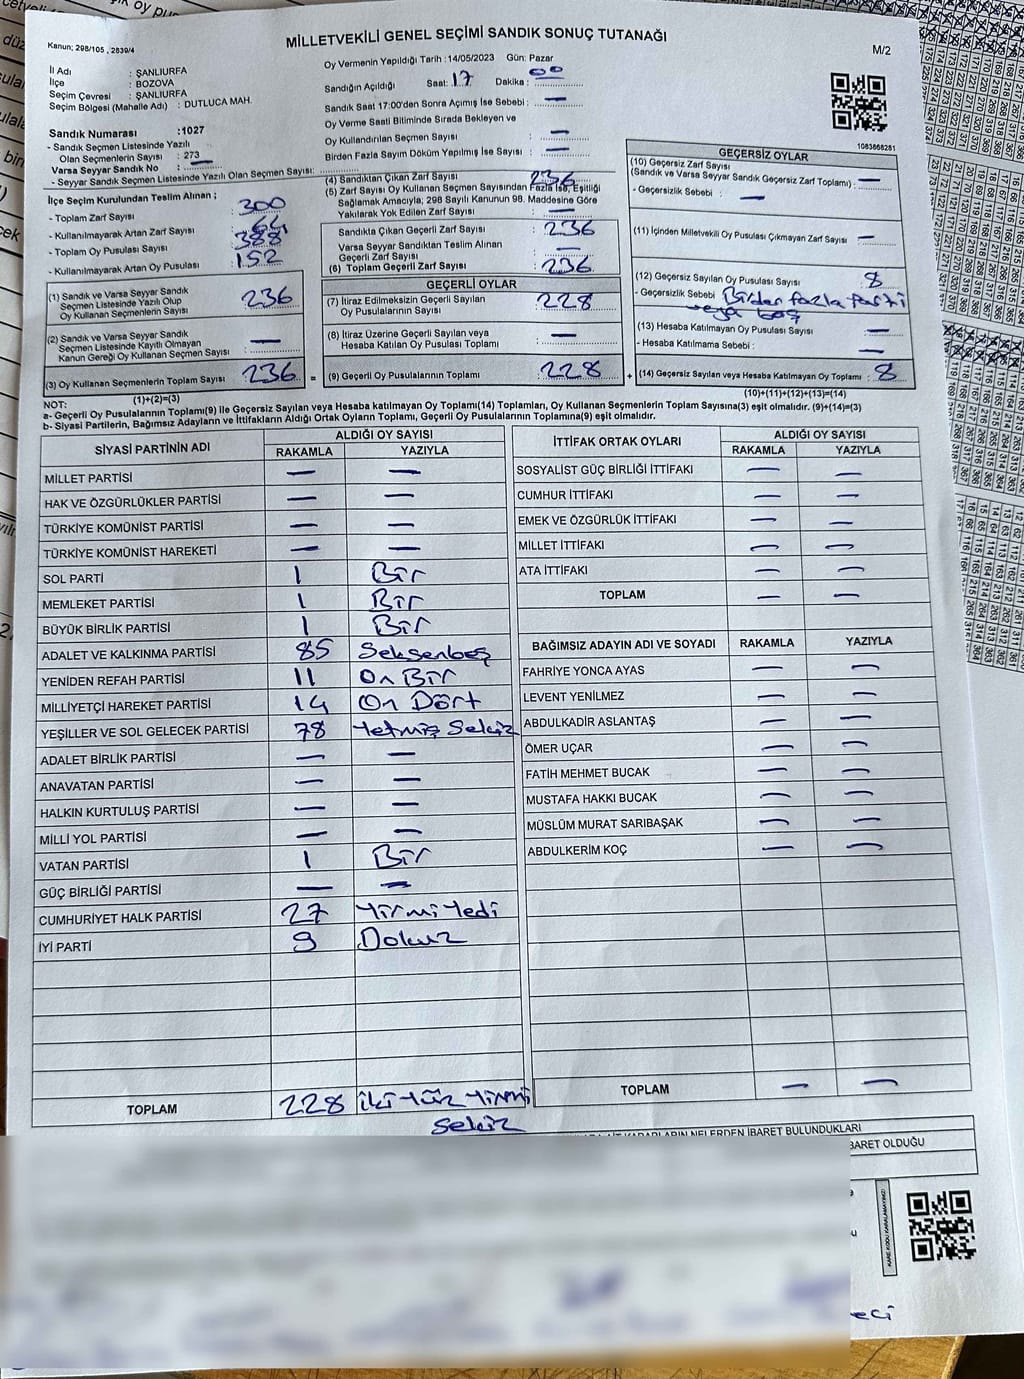 MİLLETVEKİLİ GENEL SEÇİMİ SANDIK SONUÇ TUTANAĞI
Kanun; 298/105 , 2839/4
M/2
İl Adı : ŞANLIURFA
İlçe : BOZOVA
Seçim Çevresi : ŞANLIURFA
Seçim Bölgesi (Mahalle Adı) : DUTLUCA MAH.
Sandık Numarası :1027
- Sandık Seçmen Listesinde Yazılı
Olan Seçmenlerin Sayısı : 273
Varsa Seyyar Sandık No : —
- Seyyar Sandık Seçmen Listesinde Yazılı Olan Seçmen Sayısı:
İlçe Seçim Kurulundan Teslim Alınan ;
- Toplam Zarf Sayısı : 300
- Kullanılmayarak Artan Zarf Sayısı : 64
- Toplam Oy Pusulası Sayısı : 388
- Kullanılmayarak Artan Oy Pusulası : 152
Oy Vermenin Yapıldığı Tarih : 14/05/2023 Gün: Pazar
Sandığın Açıldığı Saat: 17 Dakika : 00
Sandık Saat 17:00'den Sonra Açımış İse Sebebi : —
Oy Verme Saati Bitiminde Sırada Bekleyen ve
Oy Kullandırılan Seçmen Sayısı : —
Birden Fazla Sayım Döküm Yapılmış İse Sayısı : —
(4) Sandıktan Çıkan Zarf Sayısı : 236
(5) Zarf Sayısı Oy Kullanan Seçmen Sayısından Fazla İse, Eşitliği
Sağlamak Amacıyla; 298 Sayılı Kanunun 98. Maddesine Göre
Yakılarak Yok Edilen Zarf Sayısı : —
Sandıkta Çıkan Geçerli Zarf Sayısı : 236
Varsa Seyyar Sandıktan Teslim Alınan
Geçerli Zarf Sayısı : —
(6) Toplam Geçerli Zarf Sayısı : 236
1083868281
(1) Sandık ve Varsa Seyyar Sandık
Seçmen Listesinde Yazılı Olup
Oy Kullanan Seçmenlerin Sayısı : 236
(2) Sandık ve Varsa Seyyar Sandık
Seçmen Listesinde Kayıtlı Olmayan
Kanun Gereği Oy Kullanan Seçmen Sayısı : —
(3) Oy Kullanan Seçmenlerin Toplam Sayısı : 236
(1)+(2)=(3)
=
GEÇERLİ OYLAR
(7) İtiraz Edilmeksizin Geçerli Sayılan
Oy Pusulalarının Sayısı : 228
(8) İtiraz Üzerine Geçerli Sayılan veya
Hesaba Katılan Oy Pusulası Toplamı : —
(9) Geçerli Oy Pusulalarının Toplamı : 228
+
GEÇERSİZ OYLAR
(10) Geçersiz Zarf Sayısı
(Sandık ve Varsa Seyyar Sandık Geçersiz Zarf Toplamı) : —
- Geçersizlik Sebebi : —
(11) İçinden Milletvekili Oy Pusulası Çıkmayan Zarf Sayısı : —
(12) Geçersiz Sayılan Oy Pusulası Sayısı : 8
- Geçersizlik Sebebi : Birden fazla parti
veya boş
(13) Hesaba Katılmayan Oy Pusulası Sayısı : —
- Hesaba Katılmama Sebebi : —
(14) Geçersiz Sayılan veya Hesaba Katılmayan Oy Toplamı : 8
(10)+(11)+(12)+(13)=(14)
NOT:
a- Geçerli Oy Pusulalarının Toplamı(9) ile Geçersiz Sayılan veya Hesaba katılmayan Oy Toplamı(14) Toplamları, Oy Kullanan Seçmenlerin Toplam Sayısına(3) eşit olmalıdır. (9)+(14)=(3)
b- Siyasi Partilerin, Bağımsız Adayların ve İttifakların Aldığı Oyların Toplamı, Geçerli Oy Pusulalarının Toplamına(9) eşit olmalıdır.
SİYASİ PARTİNİN ADI
ALDIĞI OY SAYISI
RAKAMLA YAZIYLA
MİLLET PARTİSİ — —
HAK VE ÖZGÜRLÜKLER PARTİSİ — —
TÜRKİYE KOMÜNİST PARTİSİ — —
TÜRKİYE KOMÜNİST HAREKETİ — —
SOL PARTİ 1 Bir
MEMLEKET PARTİSİ 1 Bir
BÜYÜK BİRLİK PARTİSİ 1 Bir
ADALET VE KALKINMA PARTİSİ 85 Seksenbeş
YENİDEN REFAH PARTİSİ 11 On Bir
MİLLİYETÇİ HAREKET PARTİSİ 14 On Dört
YEŞİLLER VE SOL GELECEK PARTİSİ 78 Yetmiş Sekiz
ADALET BİRLİK PARTİSİ — —
ANAVATAN PARTİSİ — —
HALKIN KURTULUŞ PARTİSİ — —
MİLLİ YOL PARTİSİ — —
VATAN PARTİSİ 1 Bir
GÜÇ BİRLİĞİ PARTİSİ — —
CUMHURİYET HALK PARTİSİ 27 Yirmi Yedi
İYİ PARTİ 9 Dokuz
TOPLAM 228 iki Yüz Yirmi
Sekiz
İTTİFAK ORTAK OYLARI
ALDIĞI OY SAYISI
RAKAMLA YAZIYLA
SOSYALİST GÜÇ BİRLİĞİ İTTİFAKI — —
CUMHUR İTTİFAKI — —
EMEK VE ÖZGÜRLÜK İTTİFAKI — —
MİLLET İTTİFAKI — —
ATA İTTİFAKI — —
TOPLAM — —
BAĞIMSIZ ADAYIN ADI VE SOYADI RAKAMLA YAZIYLA
FAHRİYE YONCA AYAS — —
LEVENT YENİLMEZ — —
ABDULKADİR ASLANTAŞ — —
ÖMER UÇAR — —
FATİH MEHMET BUCAK — —
MUSTAFA HAKKI BUCAK — —
MÜSLÜM MURAT SARIBAŞAK — —
ABDULKERİM KOÇ — —
TOPLAM — —
NELERDEN İBARET BULUNDUKLARI
BARET OLDUĞU
KARE KODU KARALAMAYINIZ!
eci